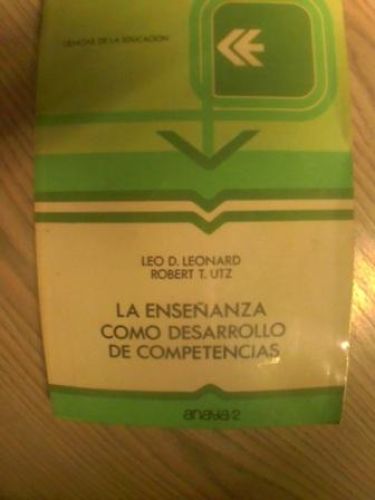 CIENCIAS DE LA EDUCACION
LEO D. LEONARD
ROBERT T. UTZ
LA ENSEÑANZA
COMO DESARROLLO
DE COMPETENCIAS
anaya/2